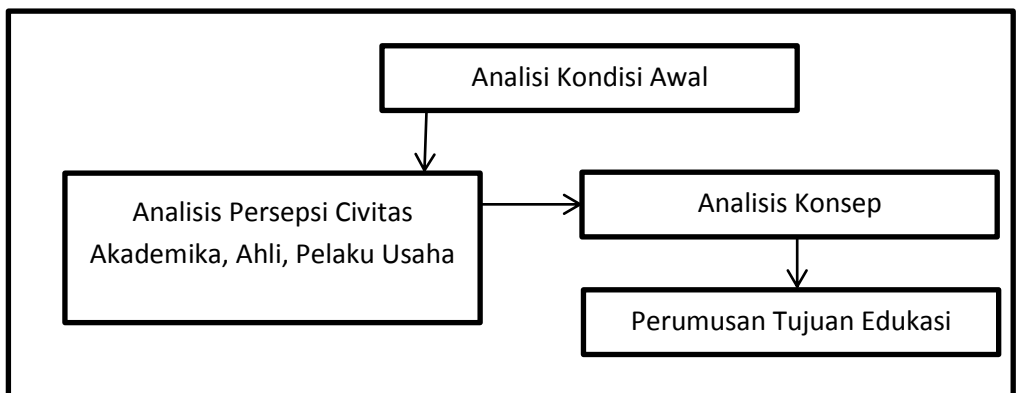 Analisi Kondisi Awal
Analisis Persepsi Civitas
Akademika, Ahli, Pelaku Usaha
Analisis Konsep
Perumusan Tujuan Edukasi